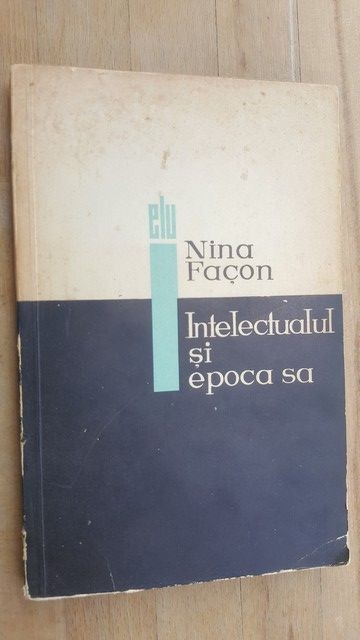 elu
Nina
Façon
Intelectualul
și
epoca sa